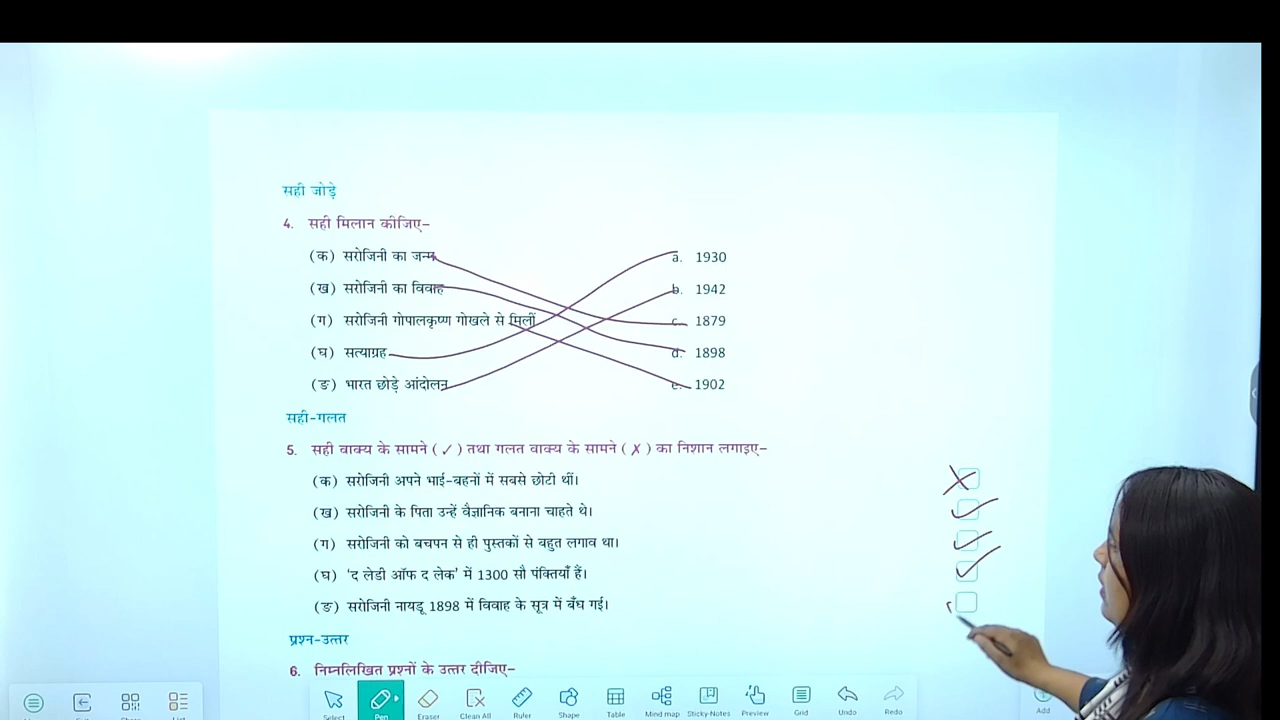 सही जोड़े
4. सही मिलान कीजिए–
(क) सरोजिनी का जन्म a. 1930
(ख) सरोजिनी का विवाह b. 1942
(ग) सरोजिनी गोपालकृष्ण गोखले से मिलीं c. 1879
(घ) सत्याग्रह d. 1898
(ङ) भारत छोड़े आंदोलन e. 1902
सही-गलत
5. सही वाक्य के सामने (✓) तथा गलत वाक्य के सामने (✗) का निशान लगाइए–
(क) सरोजिनी अपने भाई-बहनों में सबसे छोटी थीं। ✗
(ख) सरोजिनी के पिता उन्हें वैज्ञानिक बनाना चाहते थे। ✓
(ग) सरोजिनी को बचपन से ही पुस्तकों से बहुत लगाव था। ✓
(घ) ‘द लेडी ऑफ द लेक’ में 1300 सौ पंक्तियाँ हैं। ✓
(ङ) सरोजिनी नायडू 1898 में विवाह के सूत्र में बँध गई।
प्रश्न-उत्तर
6. निम्नलिखित प्रश्नों के उत्तर दीजिए–
Select Pen Eraser Clean All Ruler Shape Table Mind map Sticky Notes Preview Grid Undo Redo Add